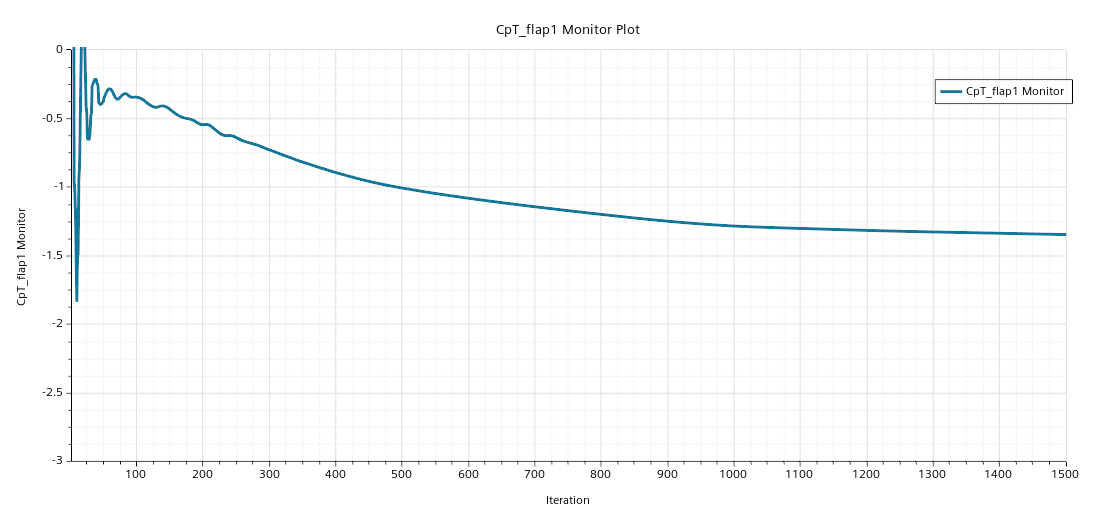 CpT_flap1 Monitor Plot
CpT_flap1 Monitor
0
-0.5
-1
-1.5
-2
-2.5
-3
CpT_flap1 Monitor
100 200 300 400 500 600 700 800 900 1000 1100 1200 1300 1400 1500
Iteration